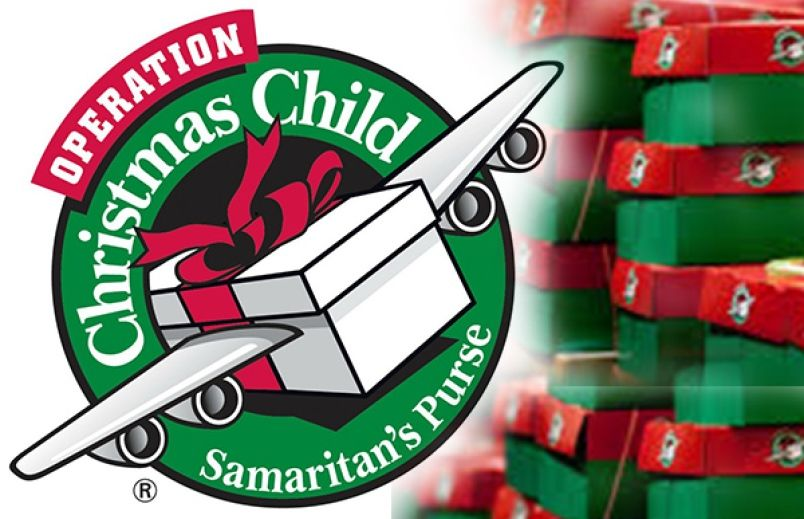 OPERATION
Christmas Child
Samaritan's Purse
®